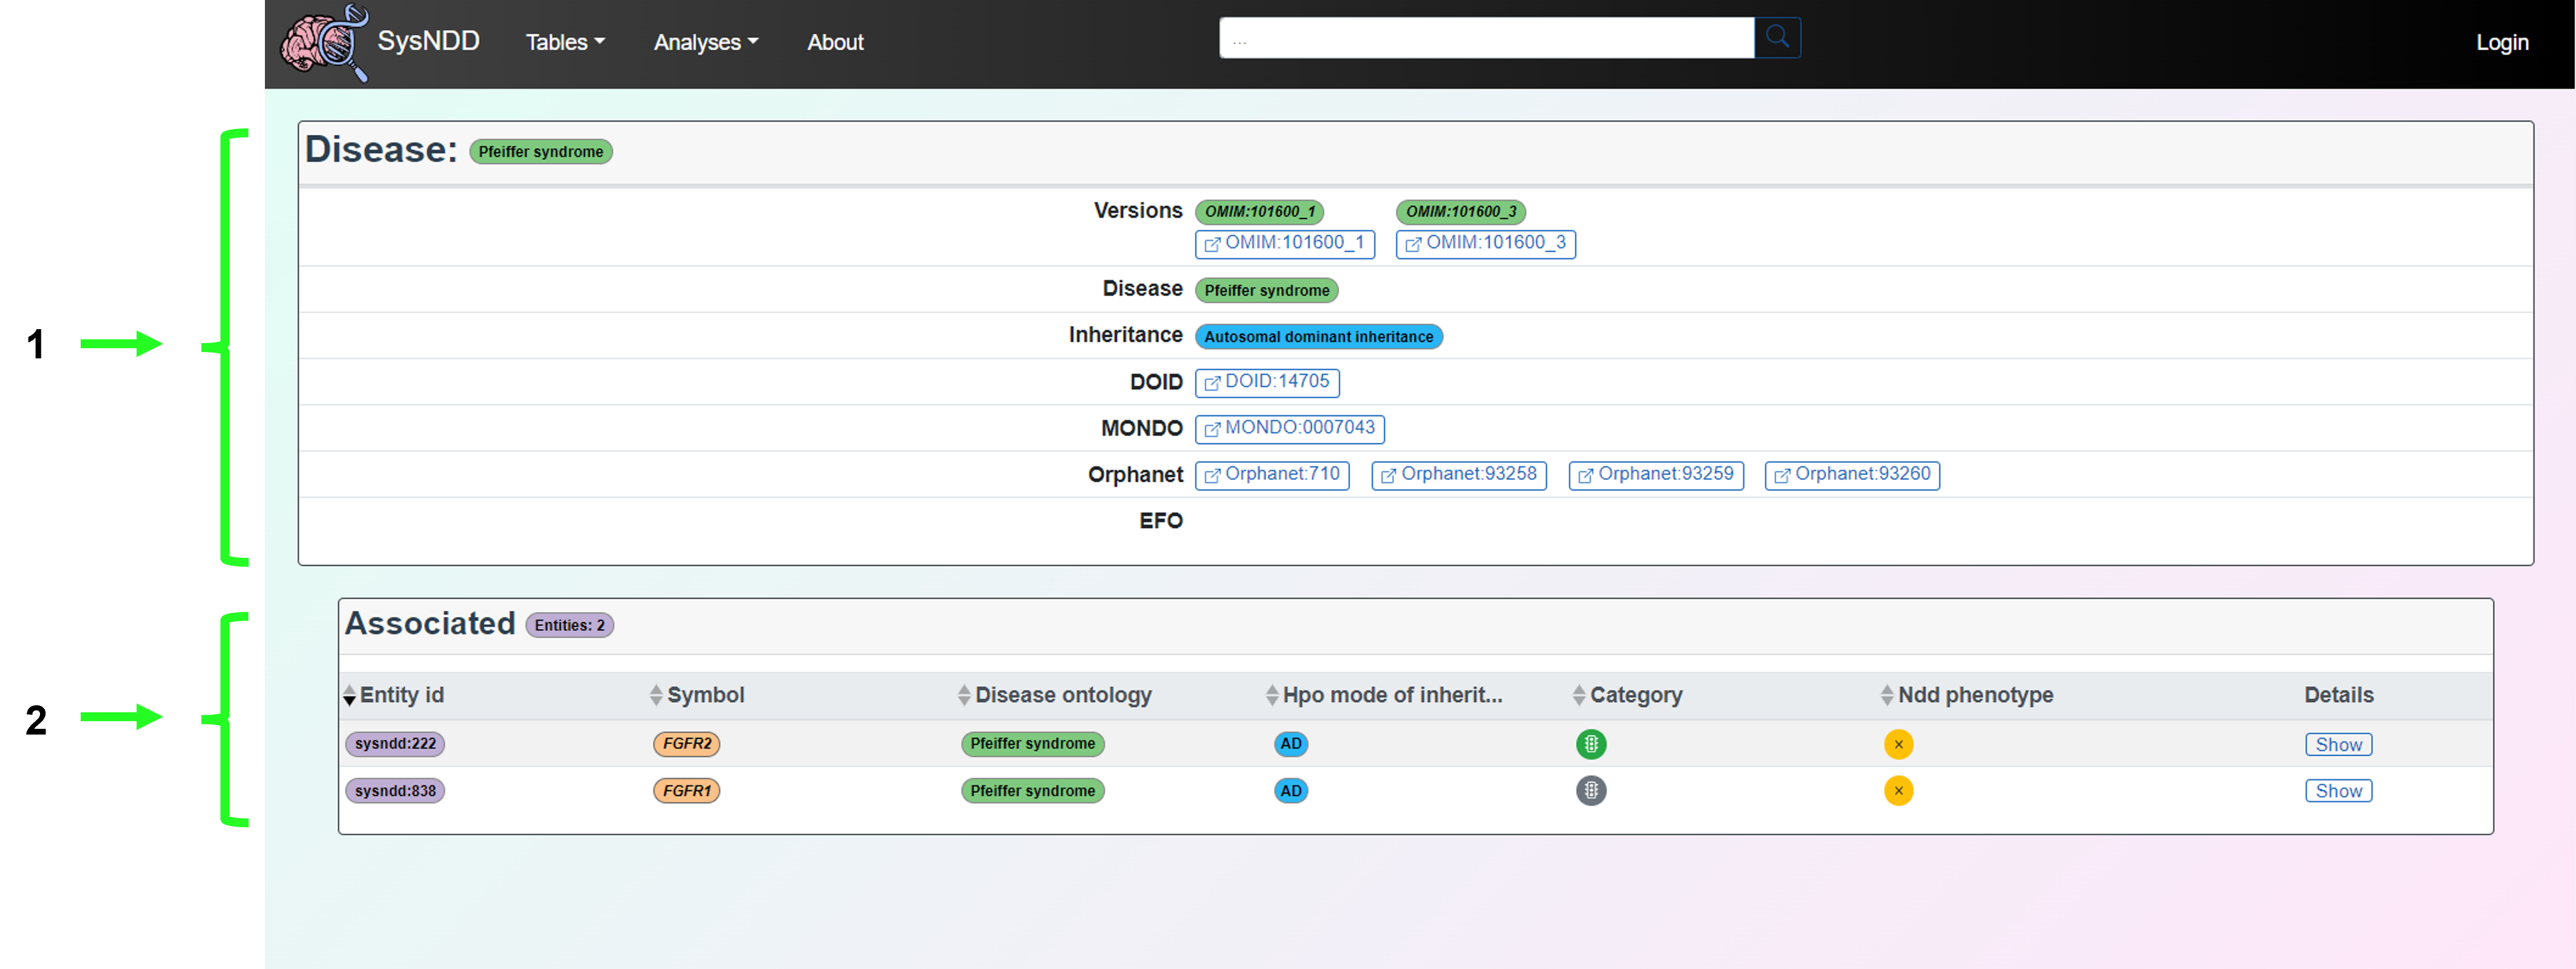 SysNDD Tables Analyses About ... Login
Disease: Pfeiffer syndrome
Versions OMIM:101600_1 OMIM:101600_3
OMIM:101600_1 OMIM:101600_3
Disease Pfeiffer syndrome
Inheritance Autosomal dominant inheritance
1
DOID DOID:14705
MONDO MONDO:0007043
Orphanet Orphanet:710 Orphanet:93258 Orphanet:93259 Orphanet:93260
EFO
Associated Entities: 2
Entity id Symbol Disease ontology Hpo mode of inherit... Category Ndd phenotype Details
2
sysndd:222 FGFR2 Pfeiffer syndrome AD × Show
sysndd:838 FGFR1 Pfeiffer syndrome AD × Show